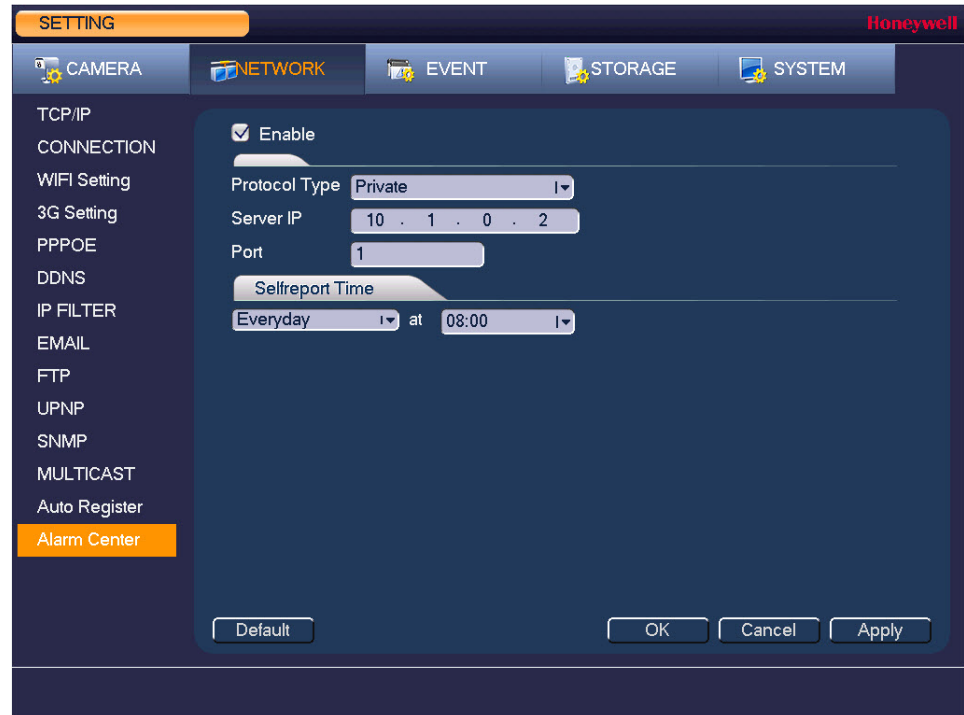 SETTING
Honeywell
CAMERA
NETWORK
EVENT
STORAGE
SYSTEM
TCP/IP
CONNECTION
WIFI Setting
3G Setting
PPPOE
DDNS
IP FILTER
EMAIL
FTP
UPNP
SNMP
MULTICAST
Auto Register
Alarm Center
Enable
Protocol Type Private
Server IP 10 . 1 . 0 . 2
Port 1
Selfreport Time
Everyday at 08:00
Default OK Cancel Apply